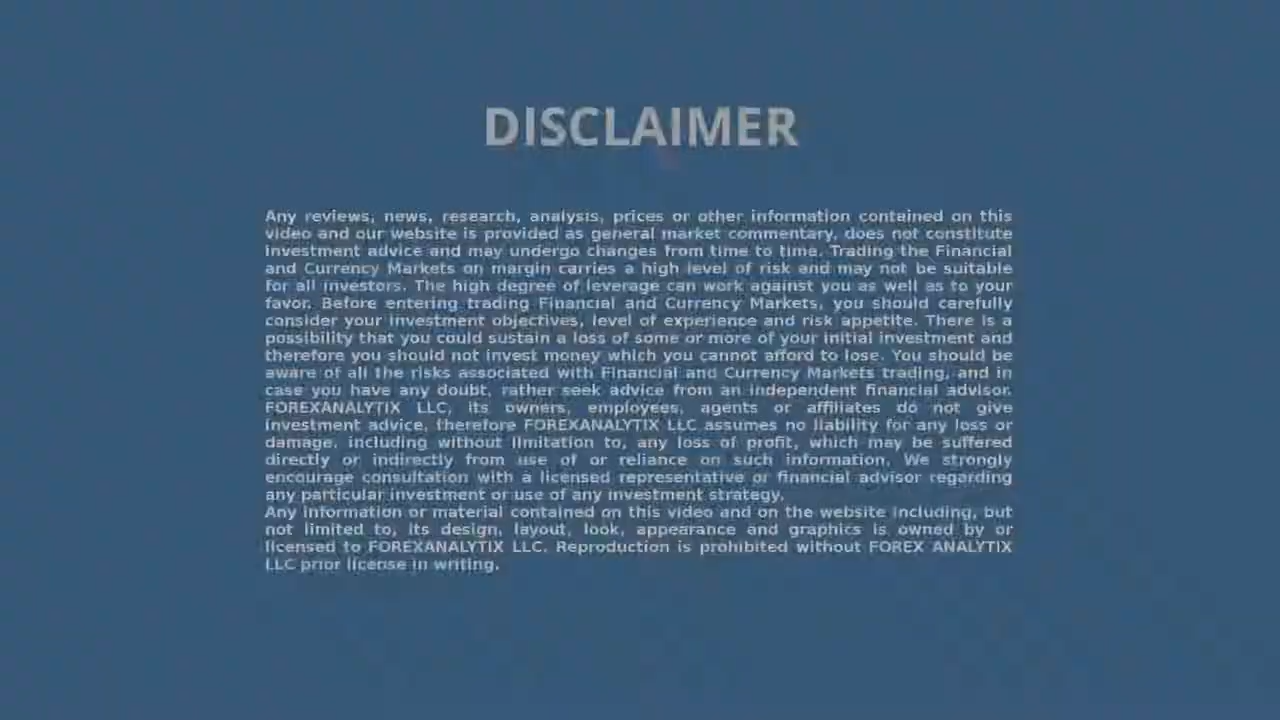 DISCLAIMER
Any reviews, news, research, analysis, prices or other information contained on this
video and our website is provided as general market commentary, does not constitute
investment advice and may undergo changes from time to time. Trading the Financial
and Currency Markets on margin carries a high level of risk and may not be suitable
for all investors. The high degree of leverage can work against you as well as to your
favor. Before entering trading Financial and Currency Markets, you should carefully
consider your investment objectives, level of experience and risk appetite. There is a
possibility that you could sustain a loss of some or more of your initial investment and
therefore you should not invest money which you cannot afford to lose. You should be
aware of all the risks associated with Financial and Currency Markets trading, and in
case you have any doubt, rather seek advice from an independent financial advisor.
FOREXANALYTIX LLC, its owners, employees, agents or affiliates do not give
investment advice, therefore FOREXANALYTIX LLC assumes no liability for any loss or
damage, including without limitation to, any loss of profit, which may be suffered
directly or indirectly from use of or reliance on such information. We strongly
encourage consultation with a licensed representative or financial advisor regarding
any particular investment or use of any investment strategy.
Any information or material contained on this video and on the website including, but
not limited to, its design, layout, look, appearance and graphics is owned by or
licensed to FOREXANALYTIX LLC. Reproduction is prohibited without FOREX ANALYTIX
LLC prior license in writing.